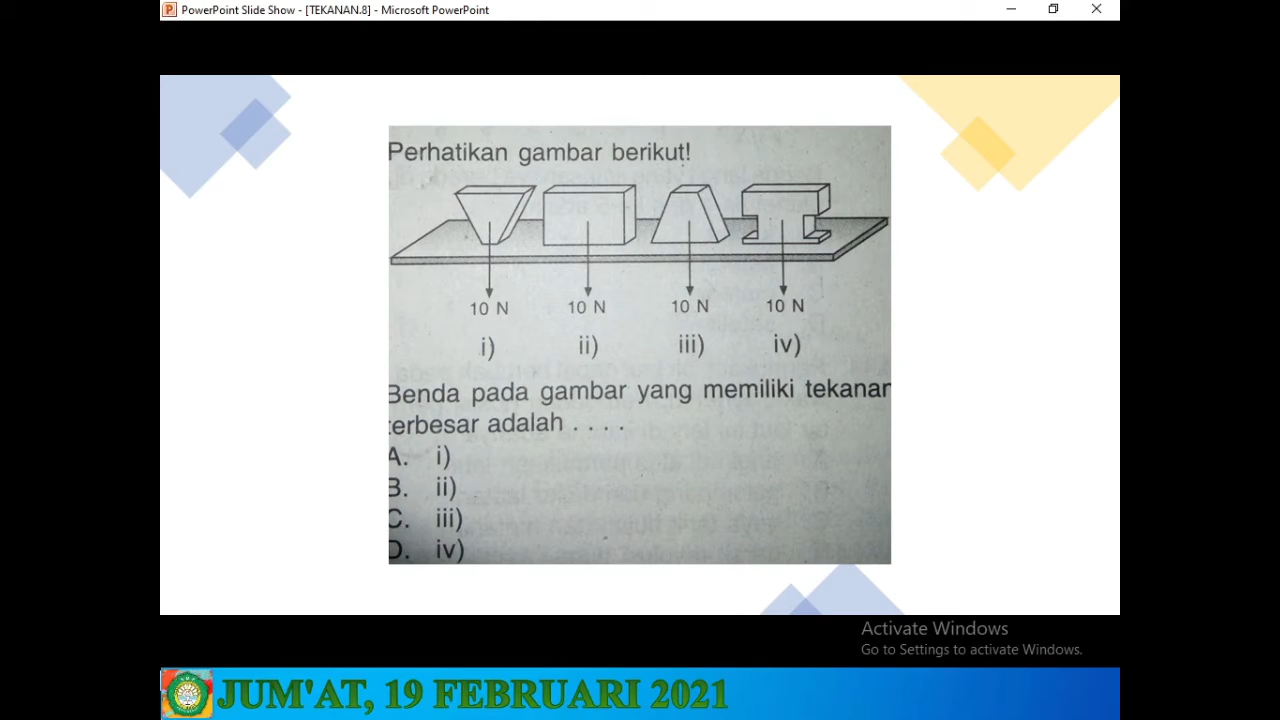 PowerPoint Slide Show - [TEKANAN.8] - Microsoft PowerPoint
Perhatikan gambar berikut!
10 N 10 N 10 N 10 N
i) ii) iii) iv)
Benda pada gambar yang memiliki tekanan
terbesar adalah . . . .
A. i)
B. ii)
C. iii)
D. iv)
Activate Windows
Go to Settings to activate Windows.
JUM'AT, 19 FEBRUARI 2021